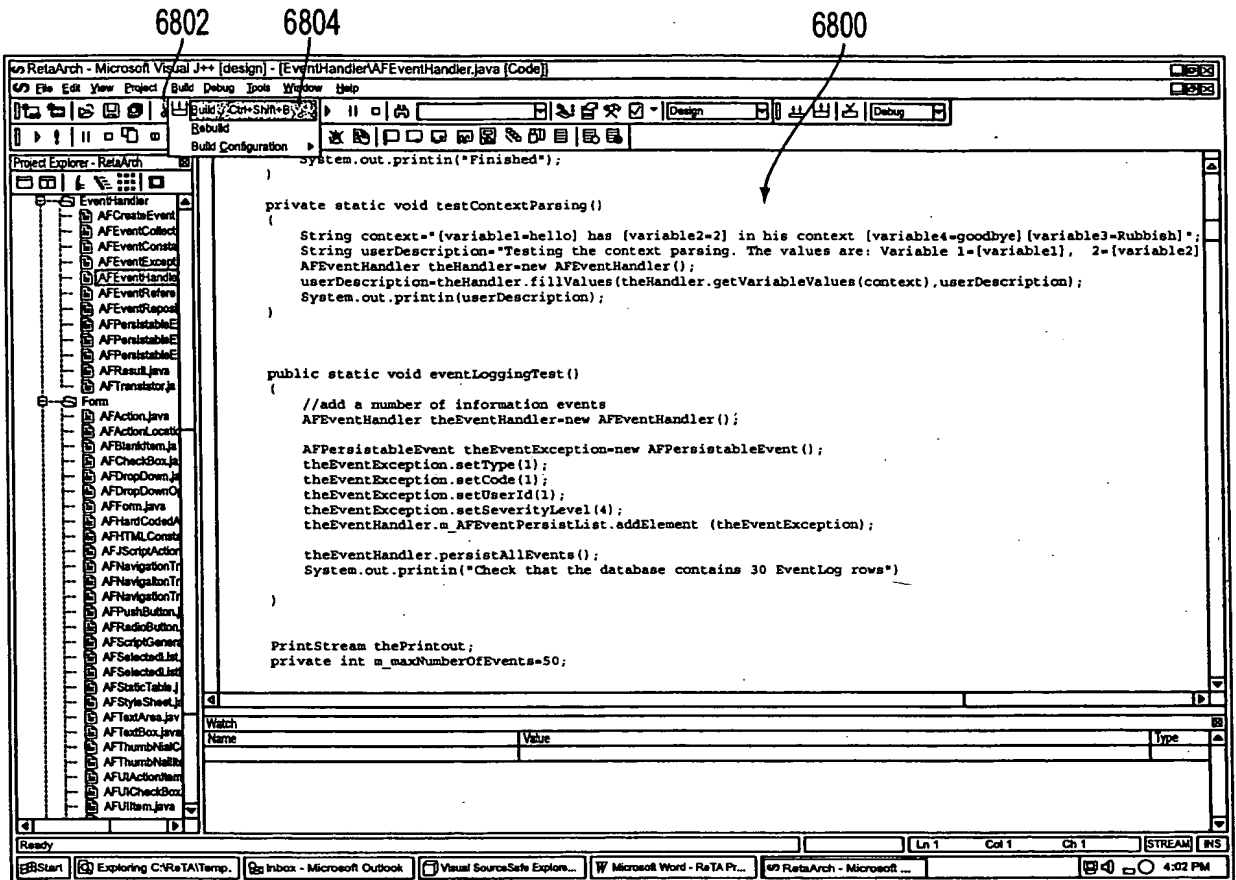 6802 6804 6800
RetaArch - Microsoft Visual J++ [design] - [EventHandler\AFEventHandler.java [Code]]
File Edit View Project Build Debug Tools Window Help
Build Ctrl+Shift+B
Design
Debug
Rebuild
Build Configuration
Project Explorer - RetaArch
System.out.printin("Finished");
}
private static void testContextParsing()
{
String context="[variable1=hello] has [variable2=2] in his context [variable4=goodbye][variable3=Rubbish]";
String userDescription="Testing the context parsing. The values are: Variable 1=[variable1], 2=[variable2]
AFEventHandler theHandler=new AFEventHandler();
userDescription=theHandler.fillValues(theHandler.getVariableValues(context),userDescription);
System.out.printin(userDescription);
}
public static void eventLoggingTest()
{
//add a number of information events
AFEventHandler theEventHandler=new AFEventHandler();
AFPersistableEvent theEventException=new AFPersistableEvent();
theEventException.setType(1);
theEventException.setCode(1);
theEventException.setUserId(1);
theEventException.setSeverityLevel(4);
theEventHandler.m_AFEventPersistList.addElement (theEventException);
theEventHandler.persistAllEvents();
System.out.printin("Check that the database contains 30 EventLog rows")
}
PrintStream thePrintout;
private int m_maxNumberOfEvents=50;
EventHandler
AFCreateEvent
AFEventCollect
AFEventConsta
AFEventExcept
AFEventHandle
AFEventRefere
AFEventReposi
AFPersistableE
AFPersistableE
AFPersistableE
AFResult.java
AFTranslator.ja
Form
AFAction.java
AFActionLocatio
AFBlankItem.ja
AFCheckBox.ja
AFDropDown.ja
AFDropDownO
AFForm.java
AFHardCodedA
AFHTMLConsta
AFJScriptAction
AFNavigationTr
AFNavigaitonTr
AFNavigationTr
AFPushButton.j
AFRadioButton.
AFScriptGenera
AFSelectedList.
AFSelectedListI
AFStaticTable.j
AFStyleSheet.ja
AFTextArea.jav
AFTextBox.java
AFThumbNialC
AFThumbNailIt
AFUIActionItem
AFUICheckBox
AFUIItem.java
Watch
Name Value Type
Ready Ln 1 Col 1 Ch 1 STREAM INS
Start Exploring C:\ReTA\Temp. Inbox - Microsoft Outlook Visual SourceSafe Explore... Microsoft Word - ReTA Pr... RetaArch - Microsoft ... 4:02 PM